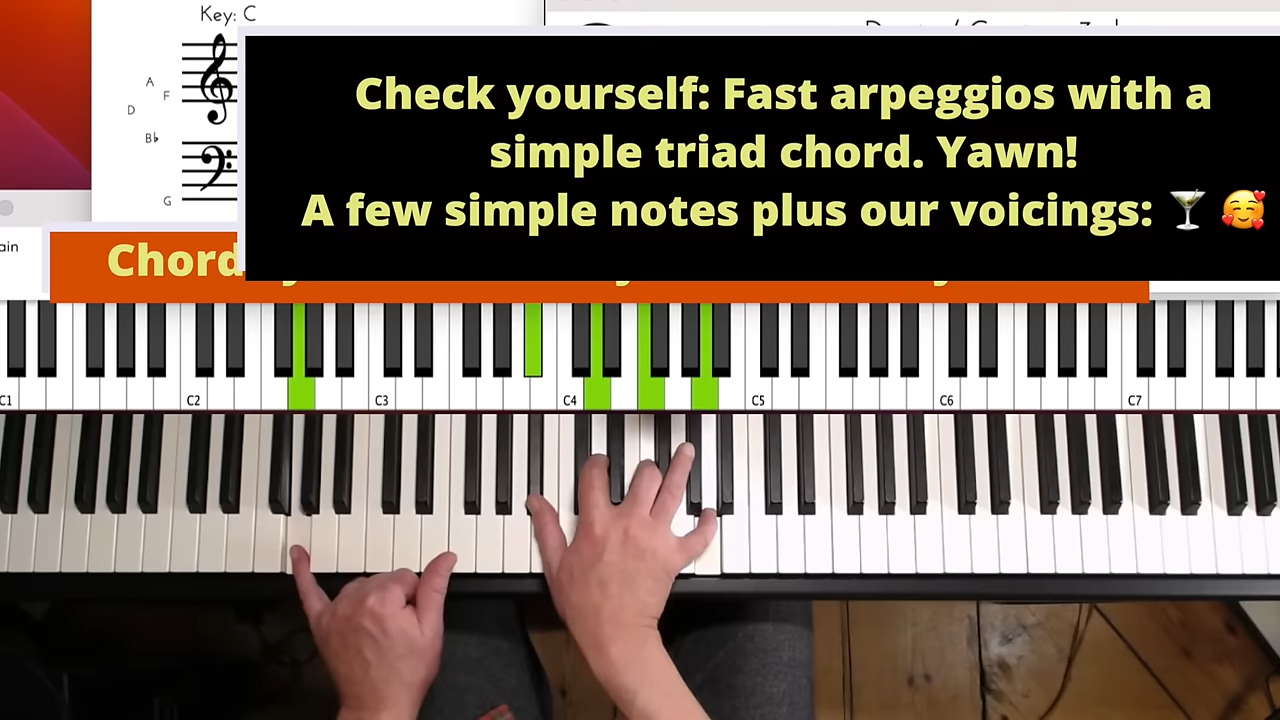 Key: C
Check yourself: Fast arpeggios with a
simple triad chord. Yawn!
A few simple notes plus our voicings: 🍸 🥰
A
F
D
B♭
G
ain
Chord
C1 C2 C3 C4 C5 C6 C7